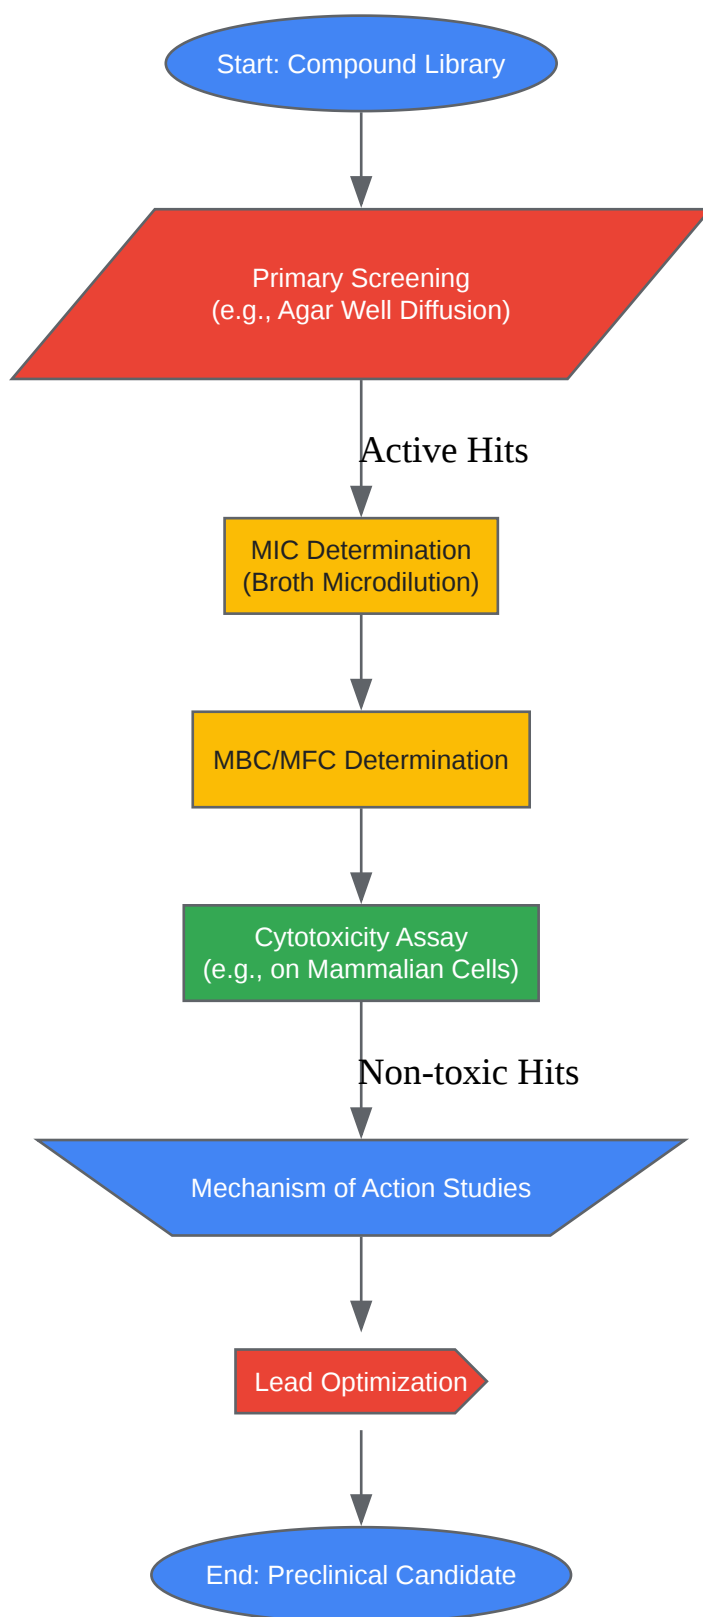 Start: Compound Library
Primary Screening
(e.g., Agar Well Diffusion)
Active Hits
MIC Determination
(Broth Microdilution)
MBC/MFC Determination
Cytotoxicity Assay
(e.g., on Mammalian Cells)
Non-toxic Hits
Mechanism of Action Studies
Lead Optimization
End: Preclinical Candidate